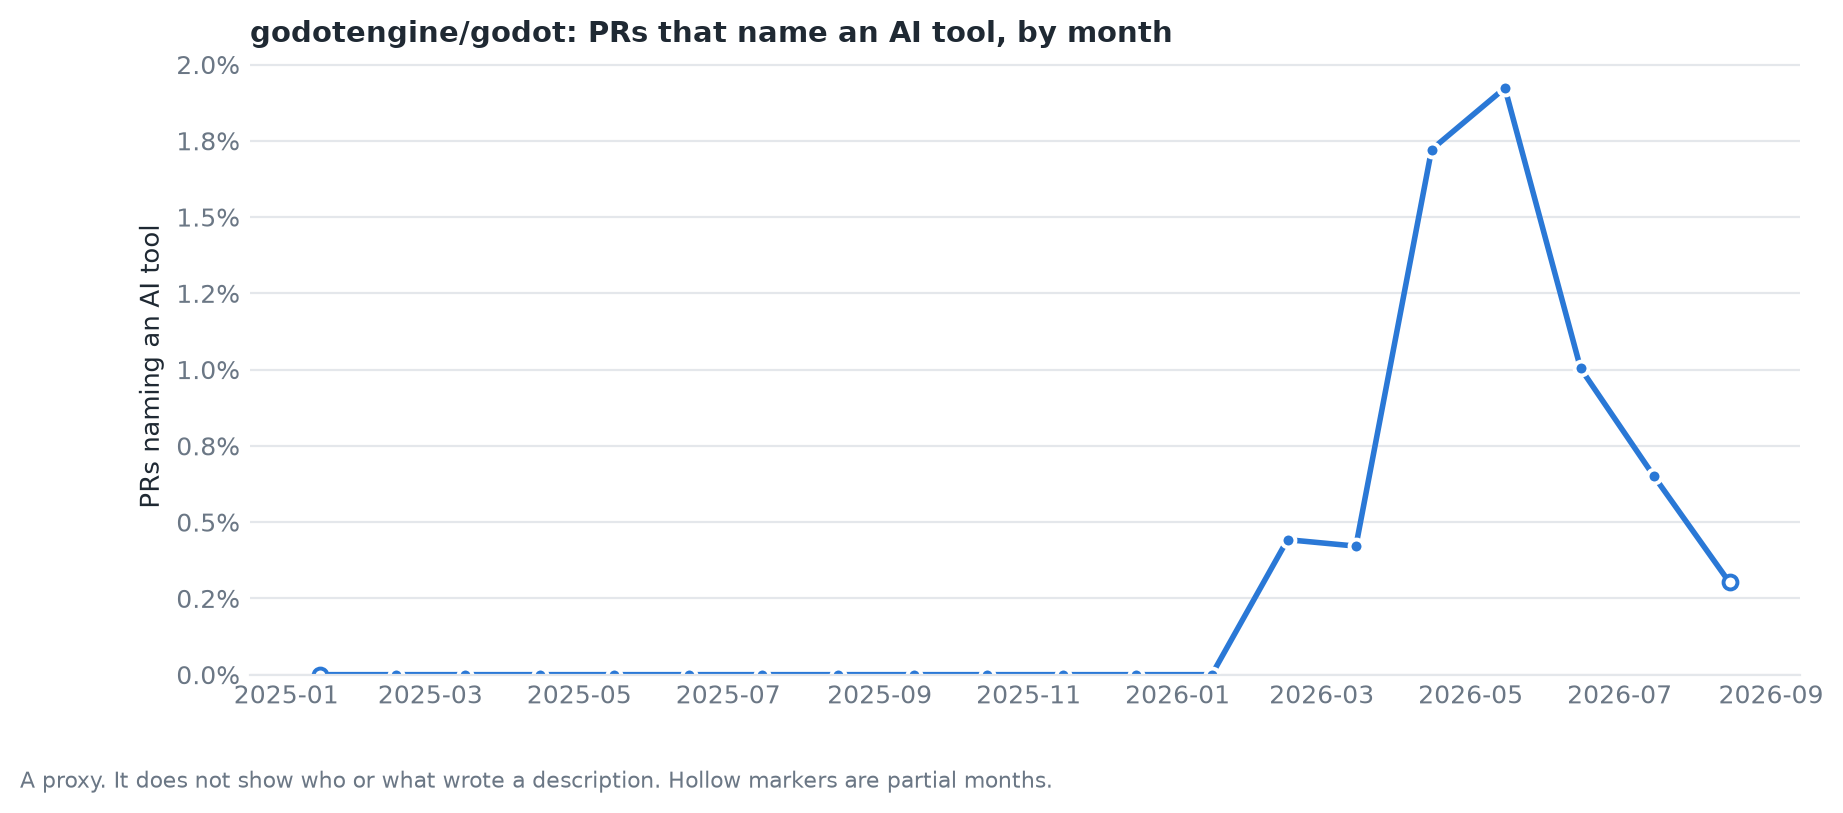 godotengine/godot: PRs that name an AI tool, by month
PRs naming an AI tool
2.0%
1.8%
1.5%
1.2%
1.0%
0.8%
0.5%
0.2%
0.0%
2025-01 2025-03 2025-05 2025-07 2025-09 2025-11 2026-01 2026-03 2026-05 2026-07 2026-09
A proxy. It does not show who or what wrote a description. Hollow markers are partial months.